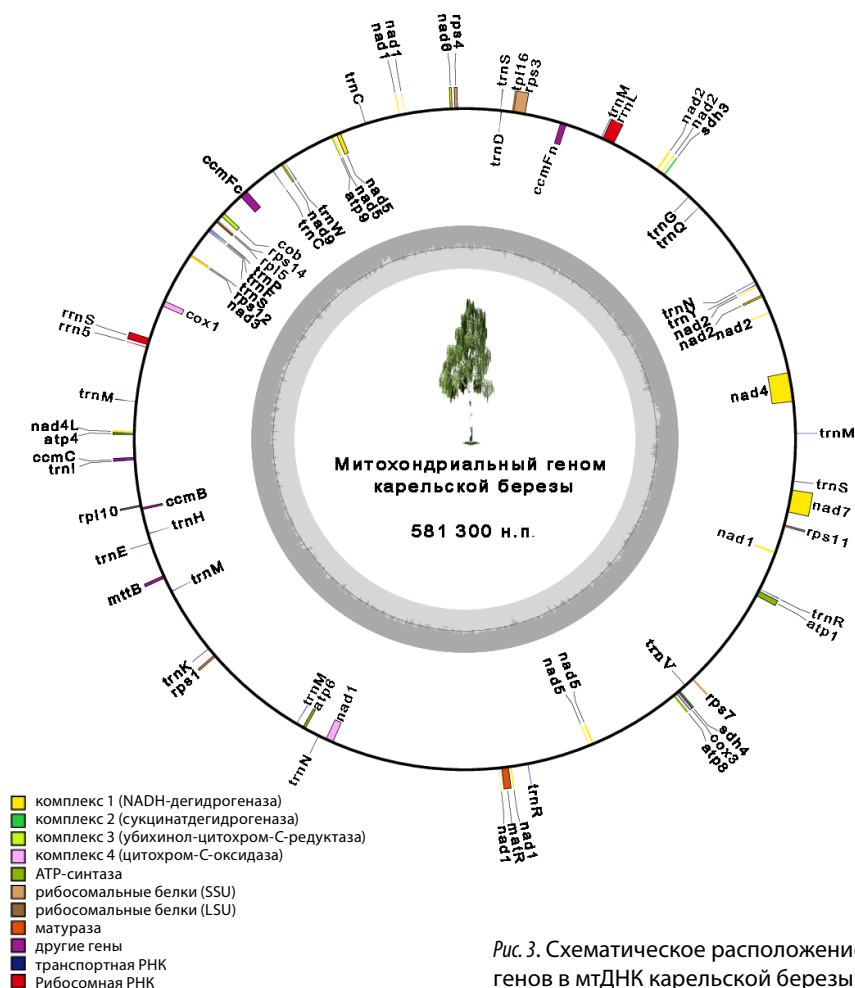 nad1
nad1
nad6
rps4
trnS
rpl16
rps3
trnM
rrnL
nad2
nad2
sdh3
trnC
trnD
ccmFn
ccmFc
nad5
nad5
atp9
trnW
nad9
trnC
trnG
trnQ
cob
rps14
rpl5
trnP
trnF
trnS
rps12
nad3
trnN
trnY
nad2
nad2
nad2
cox1
rrnS
rrn5
nad4
trnM
trnM
nad4L
atp4
ccmC
trnI
Митохондриальный геном
карельской березы
581 300 н.п.
trnS
nad7
rps11
nad1
rpl10
ccmB
trnH
trnE
mttB
trnM
trnR
atp1
trnK
rps1
trnV
rps7
sdh4
cox3
atp8
nad5
nad5
trnM
atp6
nad1
trnN
trnR
nad1
matR
nad1
комплекс 1 (NADH-дегидрогеназа)
комплекс 2 (сукцинатдегидрогеназа)
комплекс 3 (убихинол-цитохром-С-редуктаза)
комплекс 4 (цитохром-С-оксидаза)
АТР-синтаза
рибосомальные белки (SSU)
рибосомальные белки (LSU)
матураза
другие гены
транспортная РНК
Рибосомная РНК
Рис. 3. Схематическое расположение
генов в мтДНК карельской березы